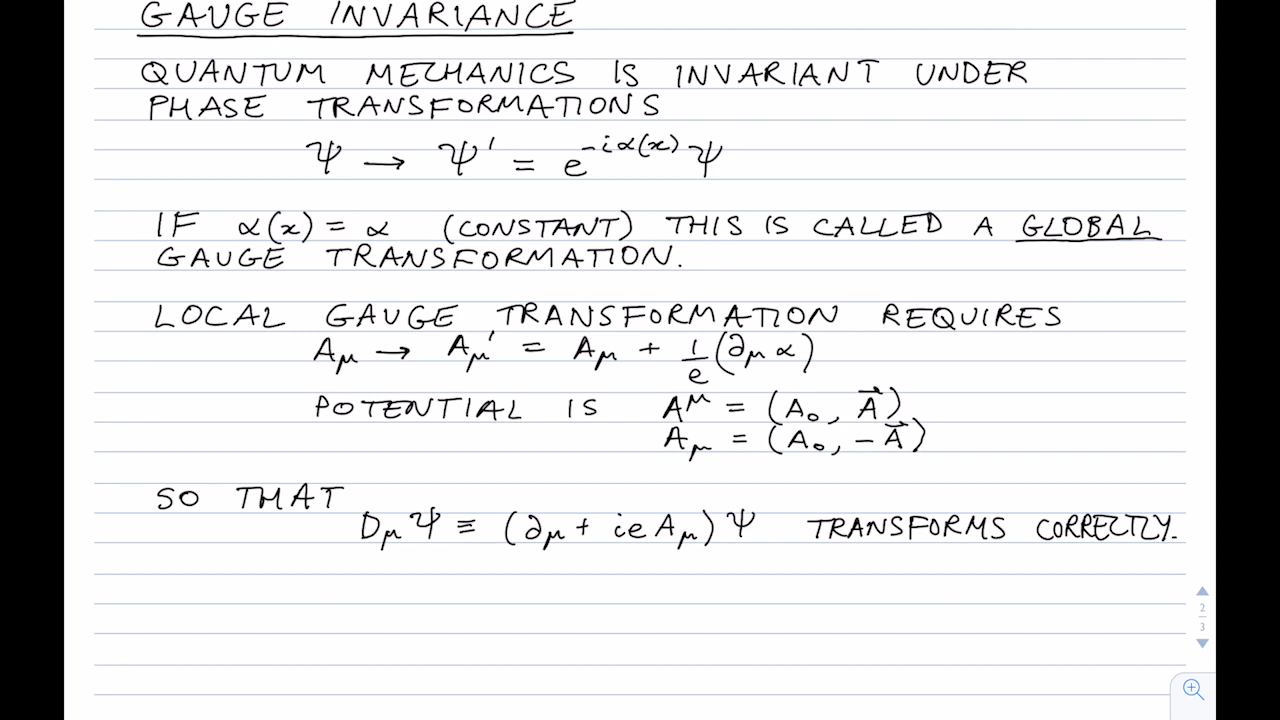 GAUGE INVARIANCE
QUANTUM MECHANICS IS INVARIANT UNDER
PHASE TRANSFORMATIONS
Ψ → Ψ' = e^{-iα(x)} Ψ
IF α(x) = α (CONSTANT) THIS IS CALLED A GLOBAL
GAUGE TRANSFORMATION.
LOCAL GAUGE TRANSFORMATION REQUIRES
A_μ → A_μ' = A_μ + 1/e (∂_μ α)
POTENTIAL IS A^μ = (A_0, A⃗)
A_μ = (A_0, -A⃗)
SO THAT
D_μ Ψ ≡ (∂_μ + ieA_μ) Ψ TRANSFORMS CORRECTLY.
2
3